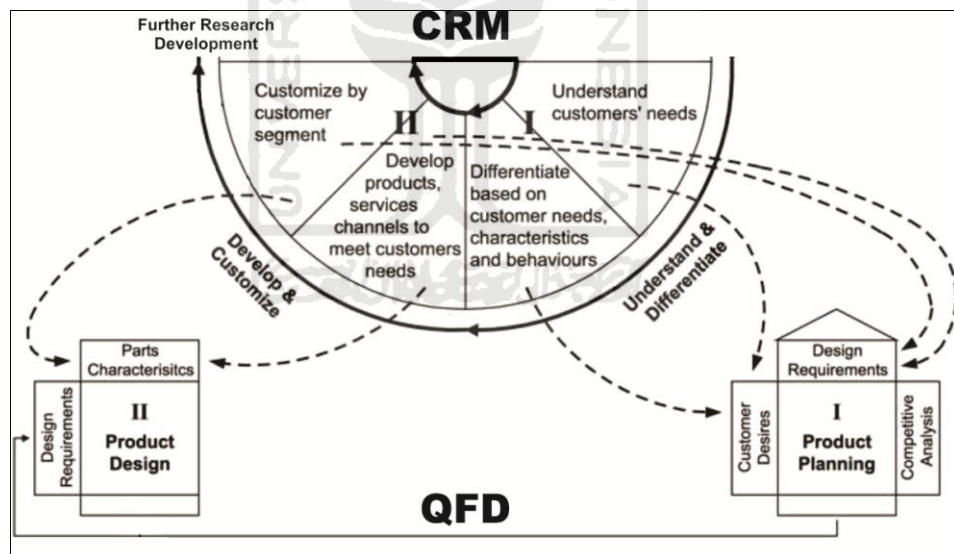 Further Research
Development
CRM
Customize by
customer
segment
II
I
Understand
customers' needs
Develop
products,
services
channels to
meet customers
needs
Differentiate
based on
customer needs,
characteristics
and behaviours
Develop &
Customize
Understand &
Differentiate
Parts
Characterisitcs
Design
Requirements
II
Product
Design
Design
Requirements
Customer
Desires
I
Product
Planning
Competitive
Analysis
QFD